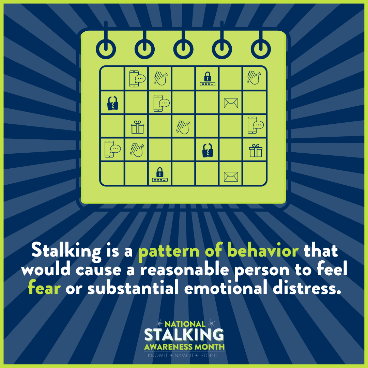 Stalking is a pattern of behavior that
would cause a reasonable person to feel
fear or substantial emotional distress.
NATIONAL
STALKING
AWARENESS MONTH